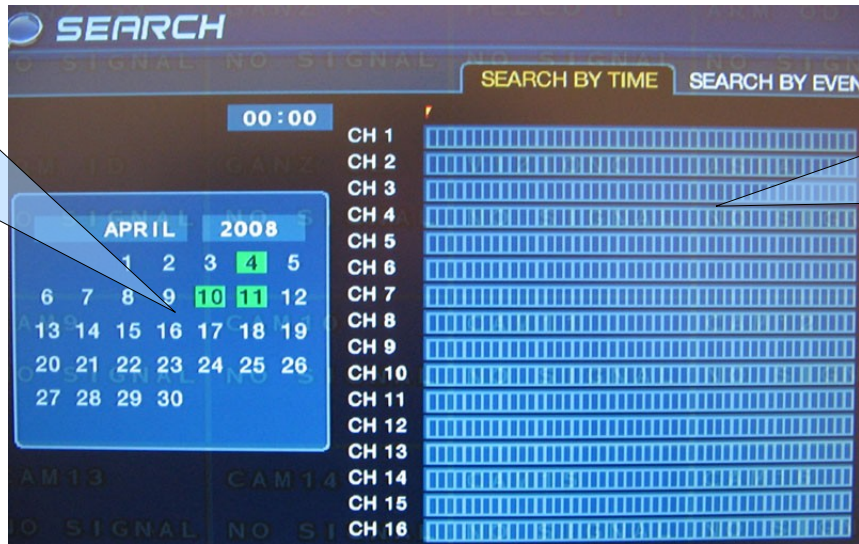 SEARCH
SEARCH BY TIME
SEARCH BY EVEN
00:00
CH 1
CH 2
CH 3
CH 4
CH 5
CH 6
CH 7
CH 8
CH 9
CH 10
CH 11
CH 12
CH 13
CH 14
CH 15
CH 16
APRIL 2008
1 2 3 4 5
6 7 8 9 10 11 12
13 14 15 16 17 18 19
20 21 22 23 24 25 26
27 28 29 30
NO SIGNAL
CAM13
CAM14
SIGNAL